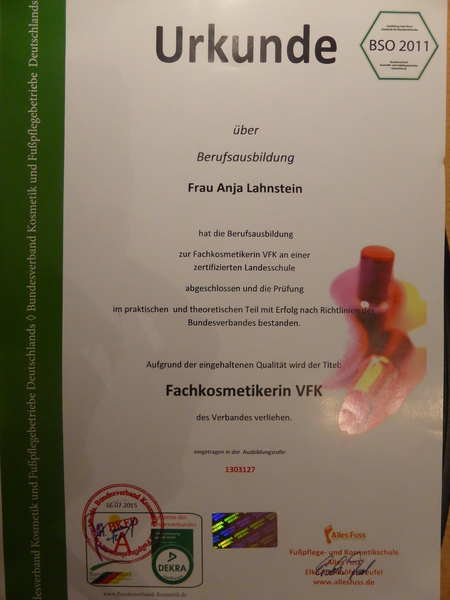 Urkunde
BSO 2011
über
Berufsausbildung
Frau Anja Lahnstein
hat die Berufsausbildung
zur Fachkosmetikerin VFK an einer
zertifizierten Landesschule
abgeschlossen und die Prüfung
im praktischen und theoretischen Teil mit Erfolg nach Richtlinien des
Bundesverbandes bestanden.
Aufgrund der eingehaltenen Qualität wird der Titel:
Fachkosmetikerin VFK
des Verbandes verliehen.
eingetragen in der Ausbildungsrolle:
1303127
Bundesverband Kosmetik und Fußpflegebetriebe Deutschlands ◊ Bundesverband Kosmetik und Fußpflegebetriebe Deutschlands
16.07.2015
BKED
DEKRA
www.bundesverband-kosmetik.de
Alles Fuss
Fußpflege- und Kosmetikschule
Alles Fuss
www.allesfuss.de